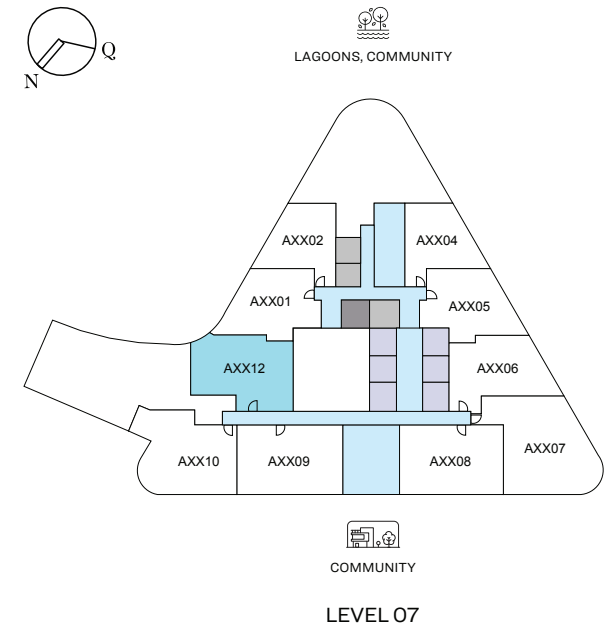 Q
N
LAGOONS, COMMUNITY
AXX02
AXX04
AXX01
AXX05
AXX12
AXX06
AXX07
AXX10
AXX09
AXX08
COMMUNITY
LEVEL 07